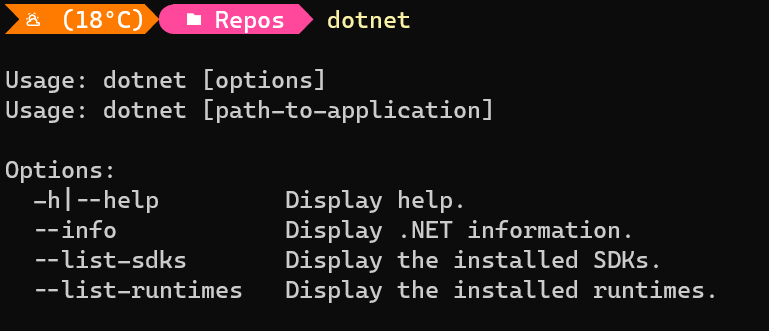 (18°C) Repos dotnet
Usage: dotnet [options]
Usage: dotnet [path-to-application]
Options:
-h|--help Display help.
--info Display .NET information.
--list-sdks Display the installed SDKs.
--list-runtimes Display the installed runtimes.